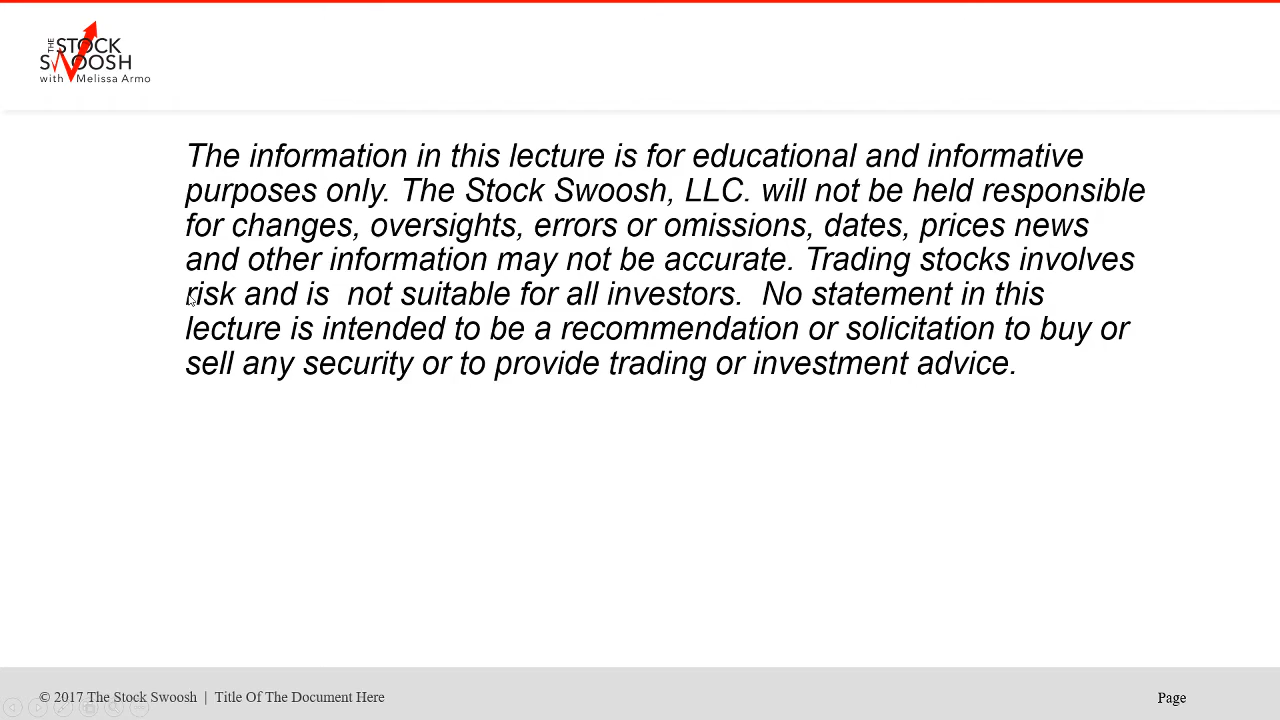 THE STOCK
SWOOSH
with Melissa Armo
The information in this lecture is for educational and informative
purposes only. The Stock Swoosh, LLC. will not be held responsible
for changes, oversights, errors or omissions, dates, prices news
and other information may not be accurate. Trading stocks involves
risk and is  not suitable for all investors.  No statement in this
lecture is intended to be a recommendation or solicitation to buy or
sell any security or to provide trading or investment advice.
© 2017 The Stock Swoosh | Title Of The Document Here
Page